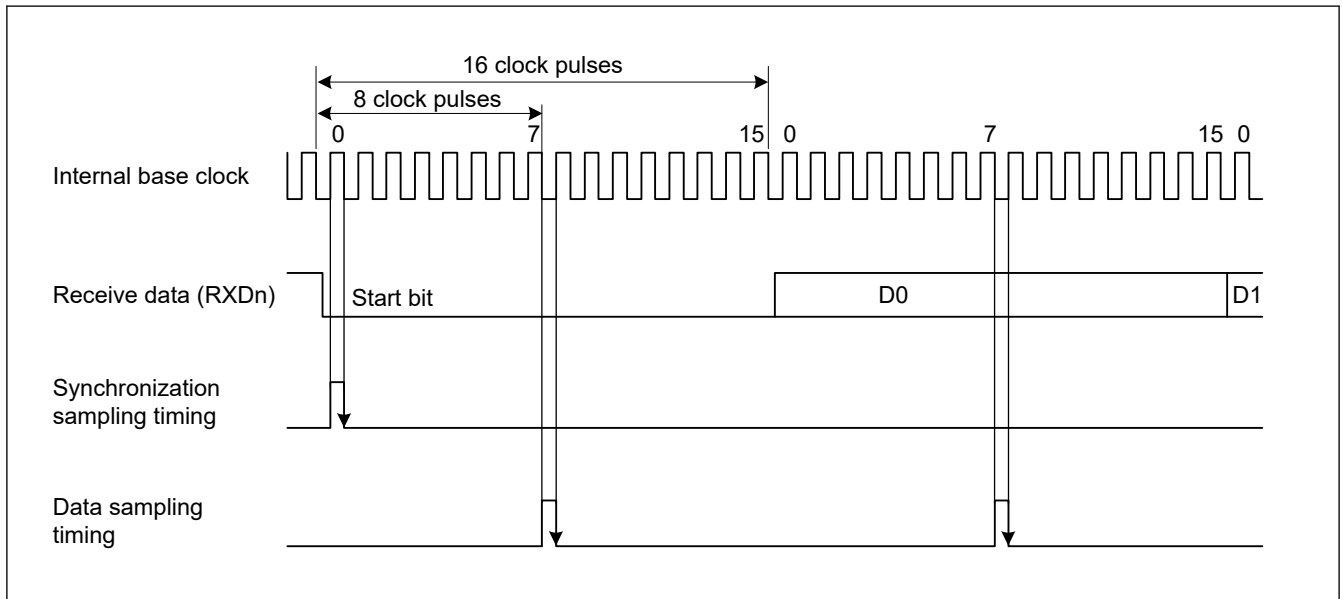 16 clock pulses
8 clock pulses
0 7 15 0 7 15 0
Internal base clock
Receive data (RXDn)
Start bit
D0
D1
Synchronization
sampling timing
Data sampling
timing